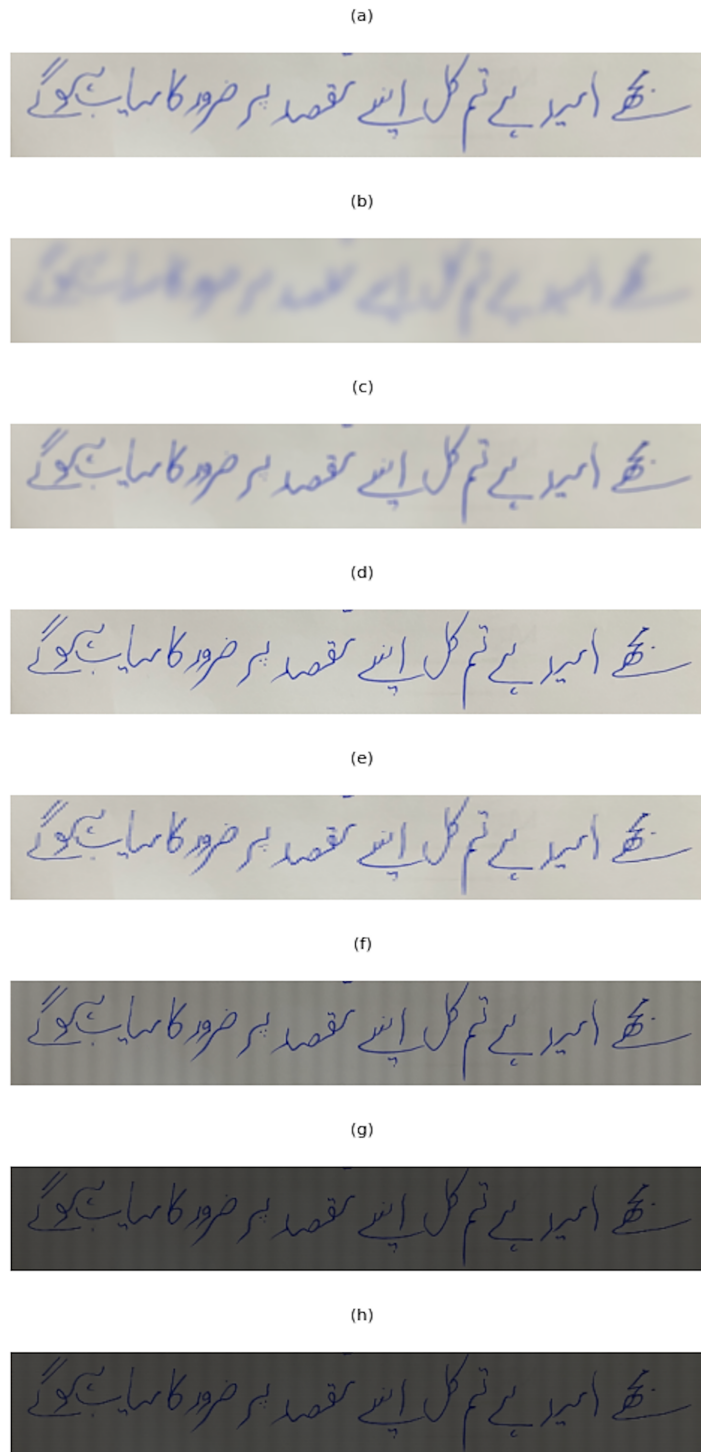 (a)
مجھے امید ہے تم کل اپنے مقصد پر ضرور کامیاب ہوگے
(b)
(c)
مجھے امید ہے تم کل اپنے مقصد پر ضرور کامیاب ہوگے
(d)
مجھے امید ہے تم کل اپنے مقصد پر ضرور کامیاب ہوگے
(e)
مجھے امید ہے تم کل اپنے مقصد پر ضرور کامیاب ہوگے
(f)
مجھے امید ہے تم کل اپنے مقصد پر ضرور کامیاب ہوگے
(g)
مجھے امید ہے تم کل اپنے مقصد پر ضرور کامیاب ہوگے
(h)
مجھے امید ہے تم کل اپنے مقصد پر ضرور کامیاب ہوگے